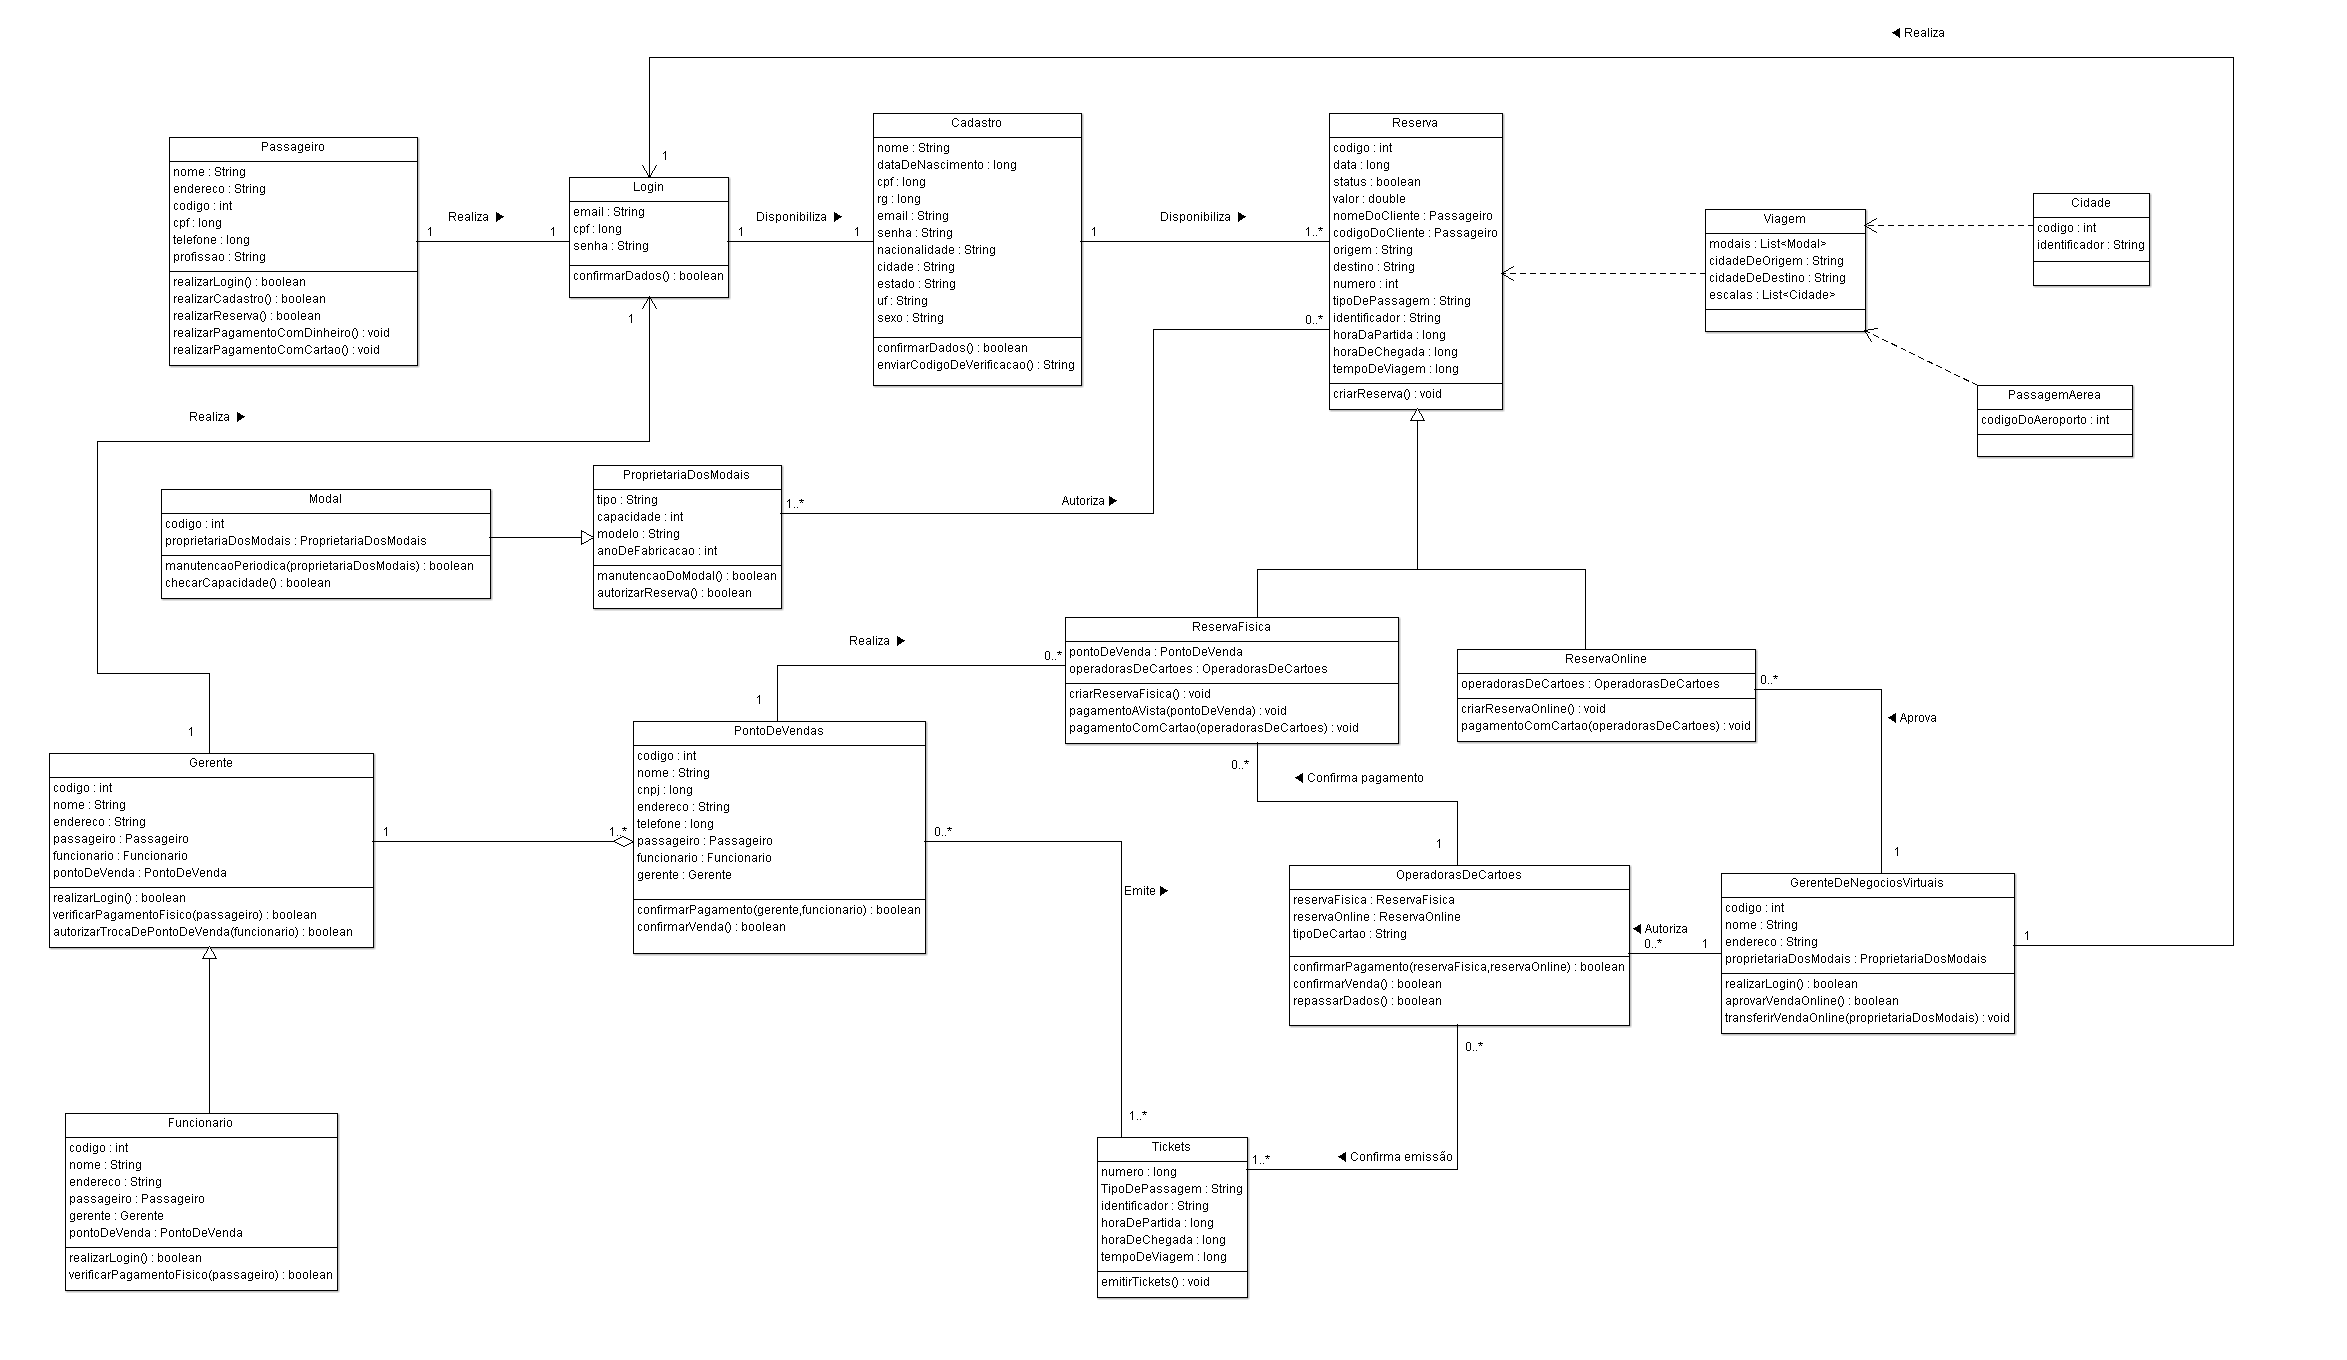 ◀ Realiza
Passageiro
nome : String
endereco : String
codigo : int
cpf : long
telefone : long
profissao : String
realizarLogin() : boolean
realizarCadastro() : boolean
realizarReserva() : boolean
realizarPagamentoComDinheiro() : void
realizarPagamentoComCartao() : void
Realiza ▶
1
1
1
Login
email : String
cpf : long
senha : String
confirmarDados() : boolean
1
Disponibiliza ▶
1
1
Cadastro
nome : String
dataDeNascimento : long
cpf : long
rg : long
email : String
senha : String
nacionalidade : String
cidade : String
estado : String
uf : String
sexo : String
confirmarDados() : boolean
enviarCodigoDeVerificacao() : String
Disponibiliza ▶
1
1..*
0..*
Reserva
codigo : int
data : long
status : boolean
valor : double
nomeDoCliente : Passageiro
codigoDoCliente : Passageiro
origem : String
destino : String
numero : int
tipoDePassagem : String
identificador : String
horaDaPartida : long
horaDeChegada : long
tempoDeViagem : long
criarReserva() : void
Viagem
modais : List<Modal>
cidadeDeOrigem : String
cidadeDeDestino : String
escalas : List<Cidade>
Cidade
codigo : int
identificador : String
PassagemAerea
codigoDoAeroporto : int
Realiza ▶
Modal
codigo : int
proprietariaDosModais : ProprietariaDosModais
manutencaoPeriodica(proprietariaDosModais) : boolean
checarCapacidade() : boolean
ProprietariaDosModais
tipo : String
capacidade : int
modelo : String
anoDeFabricacao : int
manutencaoDoModal() : boolean
autorizarReserva() : boolean
1..*
Autoriza ▶
Realiza ▶
0..*
1
ReservaFisica
pontoDeVenda : PontoDeVenda
operadorasDeCartoes : OperadorasDeCartoes
criarReservaFisica() : void
pagamentoAVista(pontoDeVenda) : void
pagamentoComCartao(operadorasDeCartoes) : void
ReservaOnline
operadorasDeCartoes : OperadorasDeCartoes
criarReservaOnline() : void
pagamentoComCartao(operadorasDeCartoes) : void
0..*
◀ Aprova
1
0..*
◀ Confirma pagamento
1
1
Gerente
codigo : int
nome : String
endereco : String
passageiro : Passageiro
funcionario : Funcionario
pontoDeVenda : PontoDeVenda
realizarLogin() : boolean
verificarPagamentoFisico(passageiro) : boolean
autorizarTrocaDePontoDeVenda(funcionario) : boolean
1
1..*
PontoDeVendas
codigo : int
nome : String
cnpj : long
endereco : String
telefone : long
passageiro : Passageiro
funcionario : Funcionario
gerente : Gerente
confirmarPagamento(gerente,funcionario) : boolean
confirmarVenda() : boolean
0..*
Emite ▶
1..*
OperadorasDeCartoes
reservaFisica : ReservaFisica
reservaOnline : ReservaOnline
tipoDeCartao : String
confirmarPagamento(reservaFisica,reservaOnline) : boolean
confirmarVenda() : boolean
repassarDados() : boolean
◀ Autoriza
0..*
1
GerenteDeNegociosVirtuais
codigo : int
nome : String
endereco : String
proprietariaDosModais : ProprietariaDosModais
realizarLogin() : boolean
aprovarVendaOnline() : boolean
transferirVendaOnline(proprietariaDosModais) : void
1
0..*
Funcionario
codigo : int
nome : String
endereco : String
passageiro : Passageiro
gerente : Gerente
pontoDeVenda : PontoDeVenda
realizarLogin() : boolean
verificarPagamentoFisico(passageiro) : boolean
Tickets
numero : long
TipoDePassagem : String
identificador : String
horaDePartida : long
horaDeChegada : long
tempoDeViagem : long
emitirTickets() : void
1..*
◀ Confirma emissão